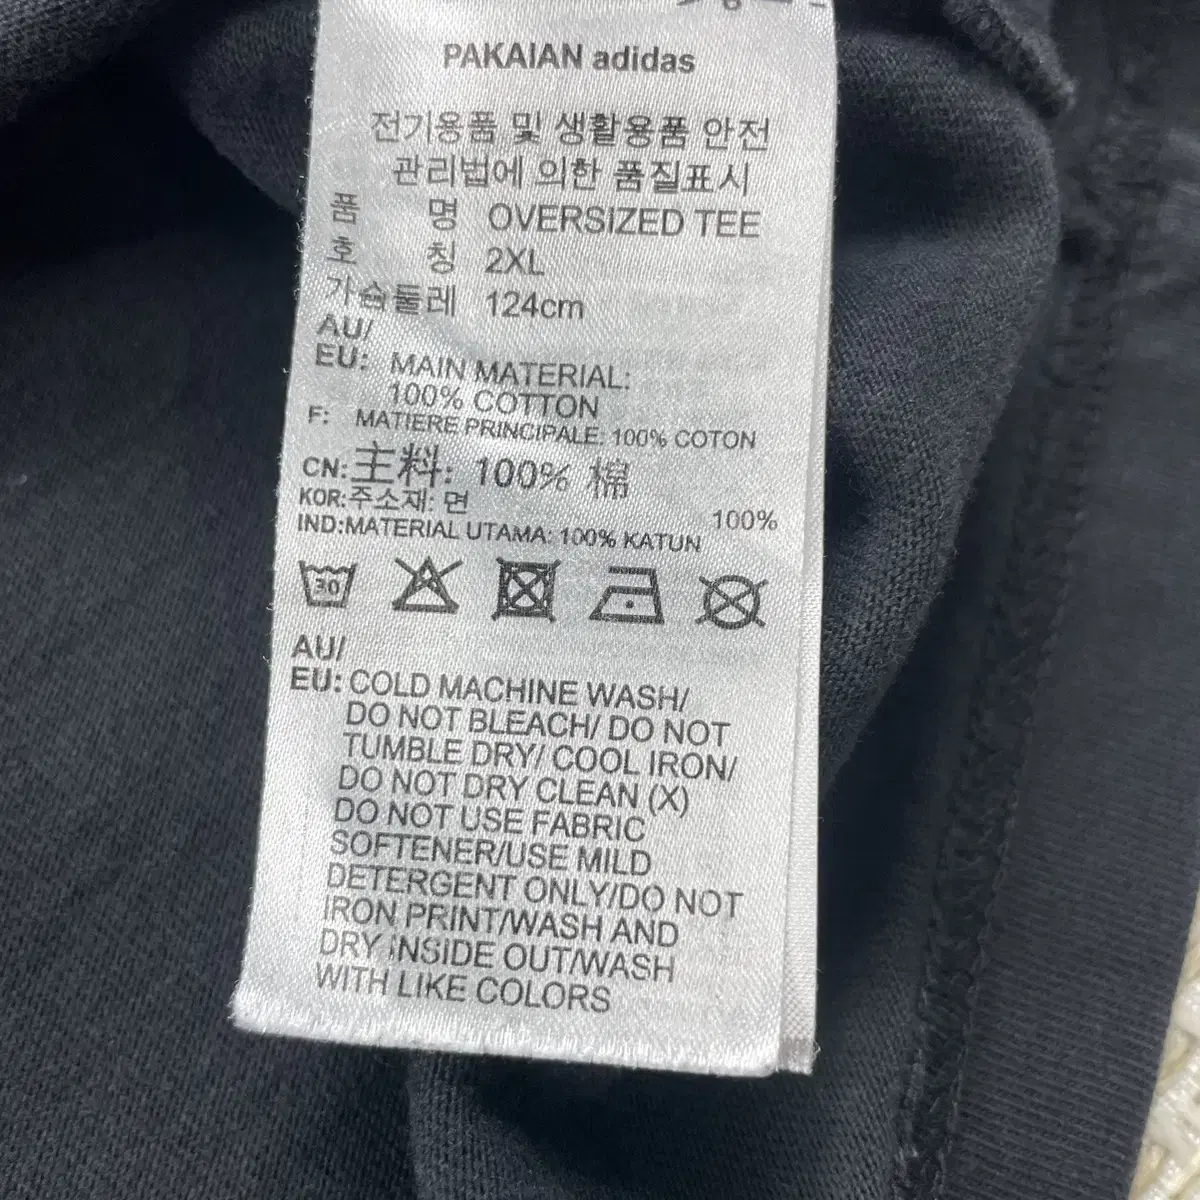 PAKAIAN adidas
전기용품 및 생활용품 안전
관리법에 의한 품질표시
품 명 OVERSIZED TEE
호 칭 2XL
가슴둘레 124cm
AU/
EU: MAIN MATERIAL:
100% COTTON
F: MATIERE PRINCIPALE: 100% COTON
CN:主料: 100% 棉
KOR:주소재: 면 100%
IND:MATERIAL UTAMA: 100% KATUN
30
AU/
EU: COLD MACHINE WASH/
DO NOT BLEACH/ DO NOT
TUMBLE DRY/ COOL IRON/
DO NOT DRY CLEAN (X)
DO NOT USE FABRIC
SOFTENER/USE MILD
DETERGENT ONLY/DO NOT
IRON PRINT/WASH AND
DRY INSIDE OUT/WASH
WITH LIKE COLORS